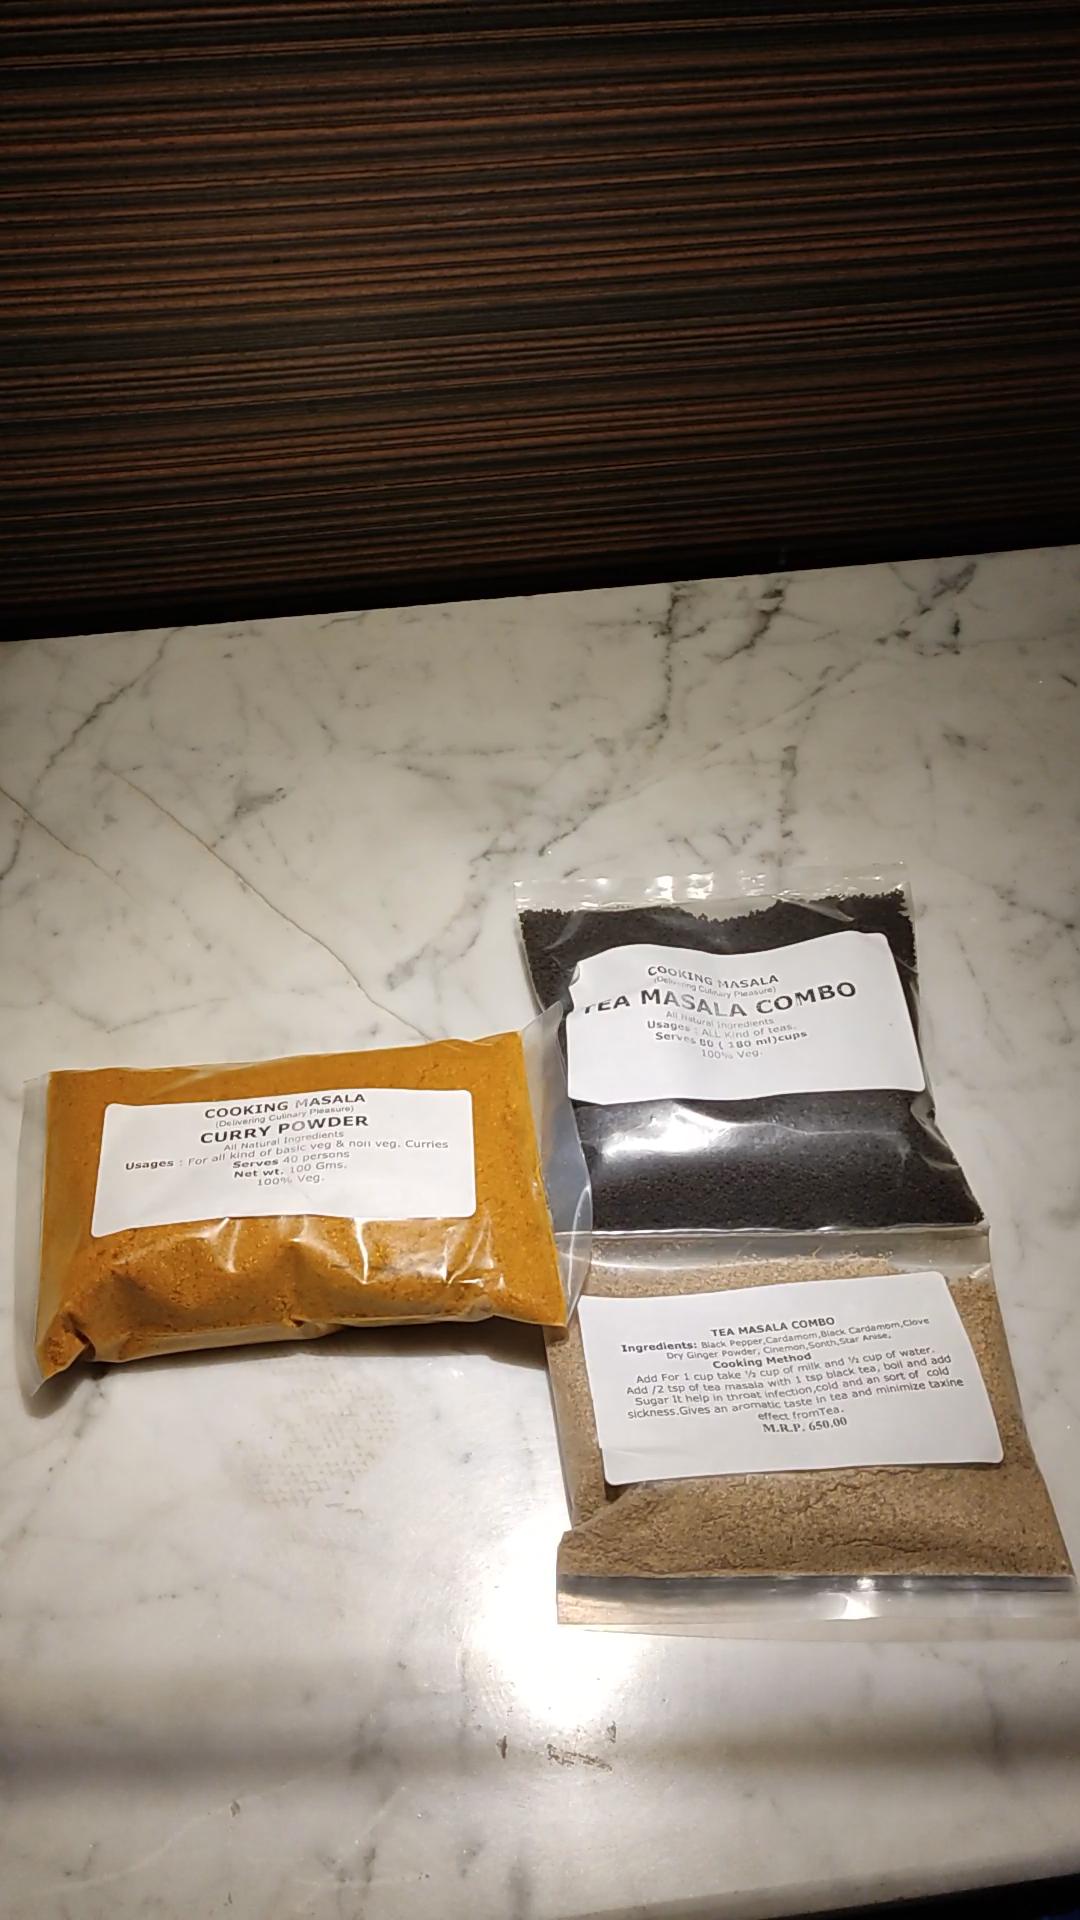 COOKING MASALA
(Delivering Culinary Pleasure)
TEA MASALA COMBO
All Natural Ingredients
Usages : ALL Kind of teas.
Serves 80 ( 180 ml)cups
100% Veg.
COOKING MASALA
(Delivering Culinary Pleasure)
CURRY POWDER
All Natural Ingredients
Usages : For all kind of basic veg & non veg. Curries
Serves 40 persons
Net wt. 100 Gms.
100% Veg.
TEA MASALA COMBO
Ingredients: Black Pepper,Cardamom,Black Cardamom,Clove
Dry Ginger Powder, Cinemon,Sonth,Star Anise,
Cooking Method
Add For 1 cup take ½ cup of milk and ½ cup of water.
Add /2 tsp of tea masala with 1 tsp black tea, boil and add
Sugar It help in throat infection,cold and an sort of cold
sickness.Gives an aromatic taste in tea and minimize taxine
effect fromTea.
M.R.P. 650.00